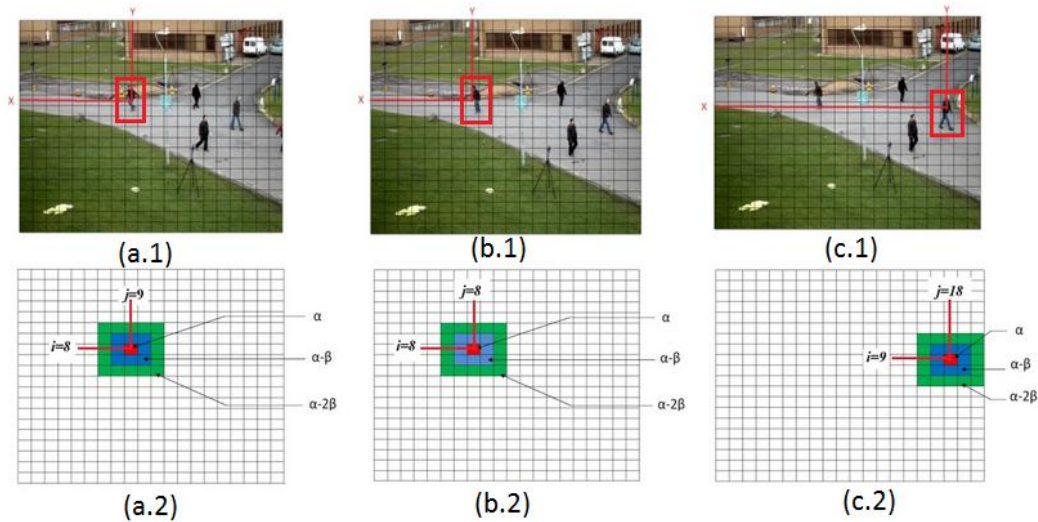 Y
Y
Y
X
X
X
(a.1)
(b.1)
(c.1)
j=9
j=8
j=18
i=8
α
α-β
α-2β
i=8
α
α-β
α-2β
i=9
α
α-β
α-2β
(a.2)
(b.2)
(c.2)